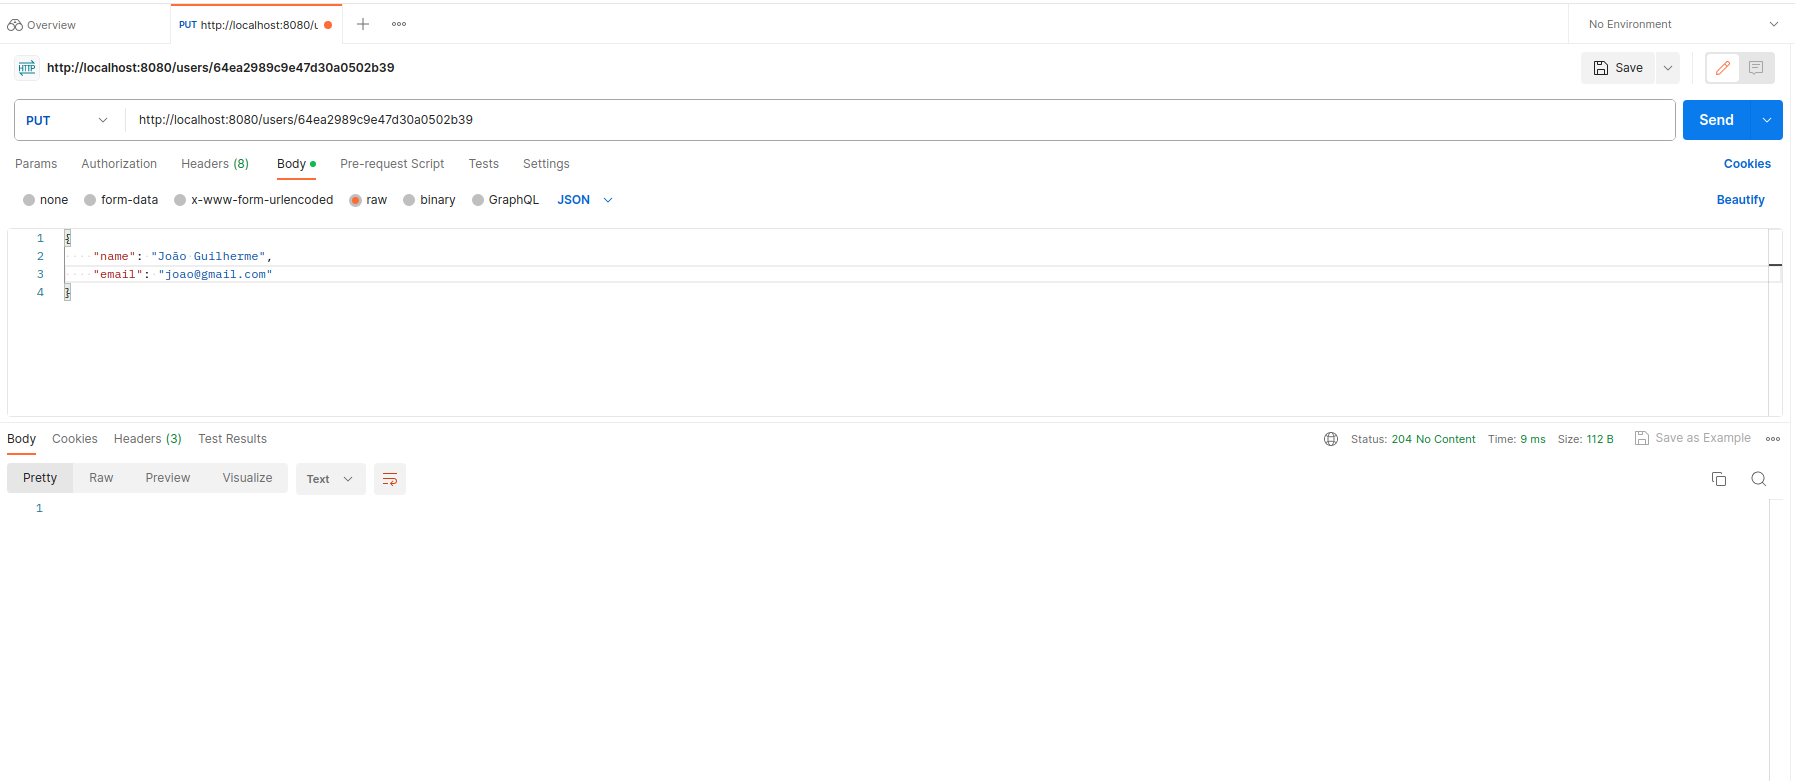 Overview
PUT http://localhost:8080/u
No Environment
HTTP http://localhost:8080/users/64ea2989c9e47d30a0502b39
Save
PUT http://localhost:8080/users/64ea2989c9e47d30a0502b39
Send
Params Authorization Headers (8) Body Pre-request Script Tests Settings Cookies
none form-data x-www-form-urlencoded raw binary GraphQL JSON Beautify
1 {
2 "name": "João Guilherme",
3 "email": "joao@gmail.com"
4 }
Body Cookies Headers (3) Test Results Status: 204 No Content Time: 9 ms Size: 112 B Save as Example
Pretty Raw Preview Visualize Text
1